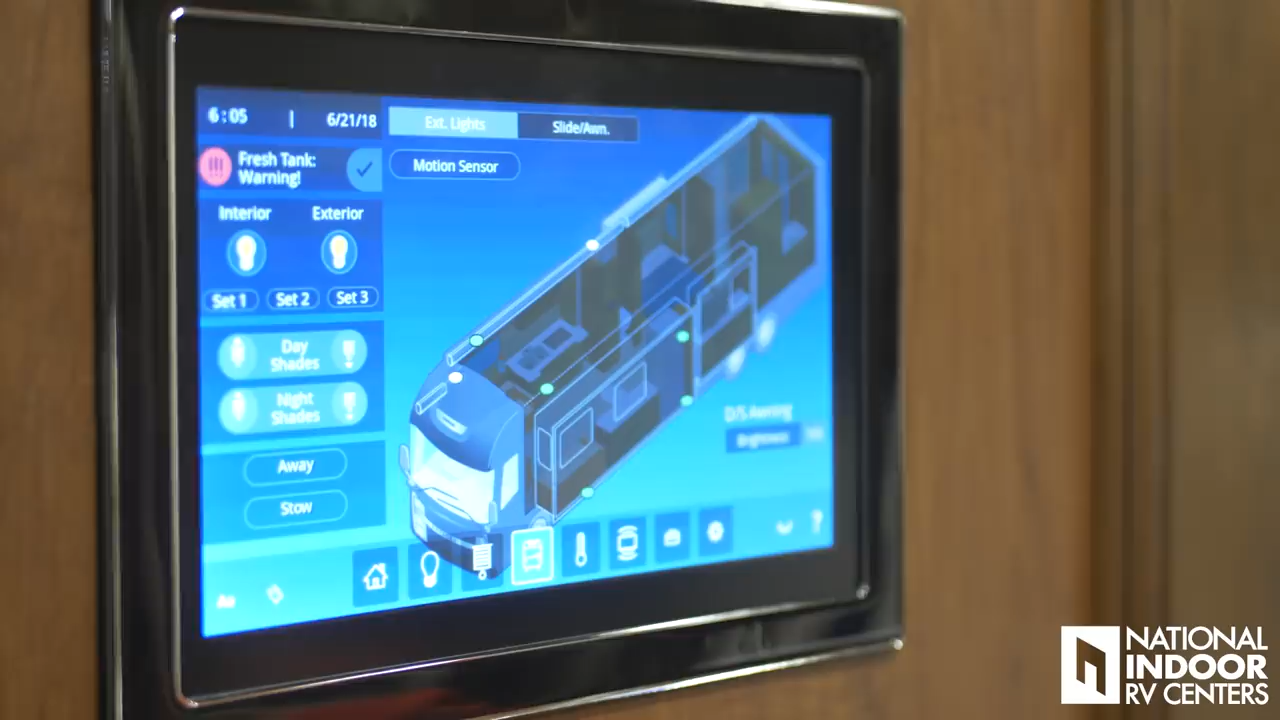 6:05 | 6/21/18
Ext. Lights
Slide/Awn.
Fresh Tank:
Warning!
Motion Sensor
Interior
Exterior
Set 1
Set 2
Set 3
Day
Shades
Night
Shades
D/S Awning
Brightness
Away
Stow
?
NATIONAL
INDOOR
RV CENTERS